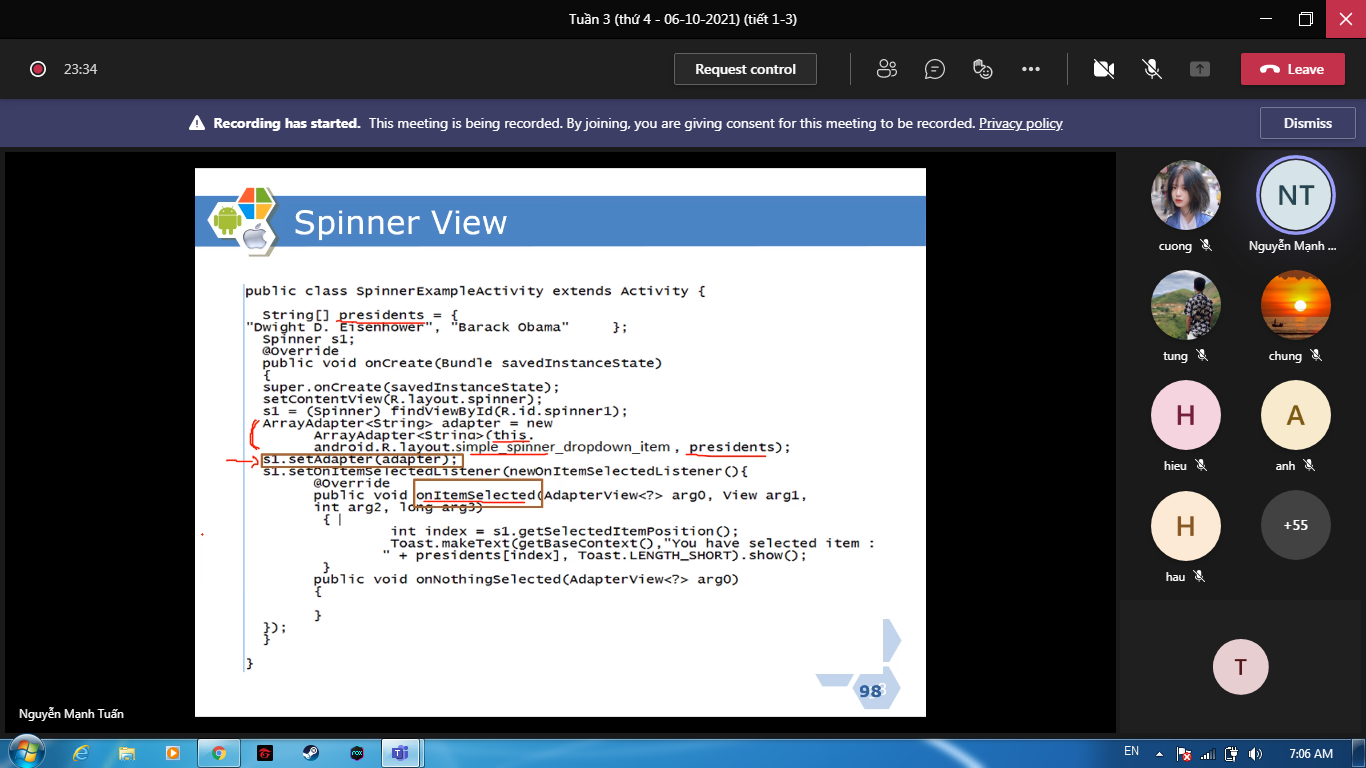 Tuần 3 (thứ 4 - 06-10-2021) (tiết 1-3)
23:34
Request control
Leave
Recording has started. This meeting is being recorded. By joining, you are giving consent for this meeting to be recorded. Privacy policy
Dismiss
Spinner View
public class SpinnerExampleActivity extends Activity {
String[] presidents = {
"Dwight D. Eisenhower", "Barack Obama" };
Spinner s1;
@Override
public void onCreate(Bundle savedInstanceState)
{
super.onCreate(savedInstanceState);
setContentView(R.layout.spinner);
s1 = (Spinner) findViewById(R.id.spinner1);
ArrayAdapter<String> adapter = new
ArrayAdapter<String>(this,
android.R.layout.simple_spinner_dropdown_item , presidents);
s1.setAdapter(adapter);
s1.setOnItemSelectedListener(newOnItemSelectedListener(){
@Override
public void onItemSelected(AdapterView<?> arg0, View arg1,
int arg2, long arg3)
{
int index = s1.getSelectedItemPosition();
Toast.makeText(getBaseContext(),"You have selected item :
" + presidents[index], Toast.LENGTH_SHORT).show();
}
public void onNothingSelected(AdapterView<?> arg0)
{
}
});
}
}
98
Nguyễn Mạnh Tuấn
cuong
NT
Nguyễn Mạnh ...
tung
chung
H
hieu
A
anh
H
hau
+55
T
EN
7:06 AM